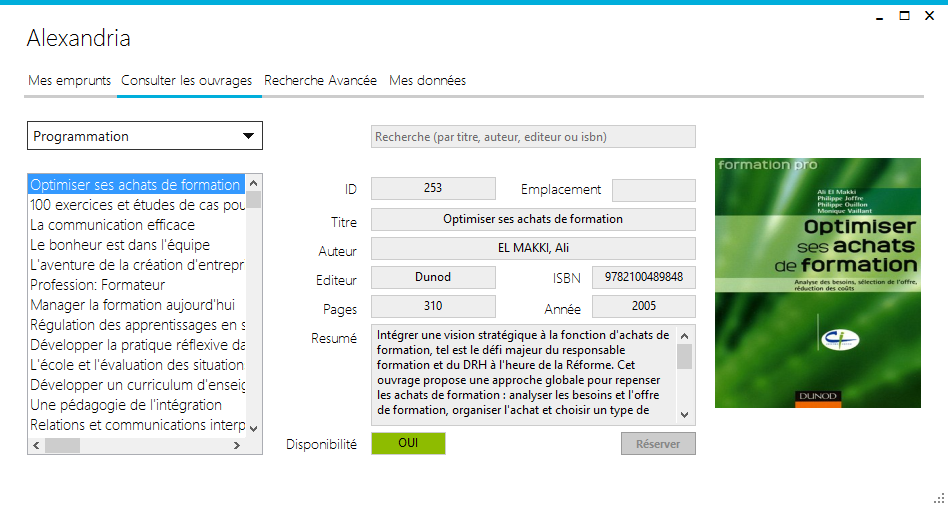 Alexandria
Mes emprunts Consulter les ouvrages Recherche Avancée Mes données
Programmation
Recherche (par titre, auteur, editeur ou isbn)
Optimiser ses achats de formation
100 exercices et études de cas pou
La communication efficace
Le bonheur est dans l'équipe
L'aventure de la création d'entrepr
Profession: Formateur
Manager la formation aujourd'hui
Régulation des apprentissages en s
Développer la pratique réflexive da
L'école et l'évaluation des situation
Développer un curriculum d'enseig
Une pédagogie de l'intégration
Relations et communications interp
ID 253 Emplacement
Titre Optimiser ses achats de formation
Auteur EL MAKKI, Ali
Editeur Dunod ISBN 9782100489848
Pages 310 Année 2005
Resumé Intégrer une vision stratégique à la fonction d'achats de
formation, tel est le défi majeur du responsable
formation et du DRH à l'heure de la Réforme. Cet
ouvrage propose une approche globale pour repenser
les achats de formation : analyser les besoins et l'offre
de formation, organiser l'achat et choisir un type de
Disponibilité OUI Réserver
formation pro
Ali El Makki
Philippe Joffre
Philippe Ouillon
Monique Vaillant
Optimiser
ses achats
de formation
Analyse des besoins, sélection de l'offre,
réduction des coûts
DUNOD